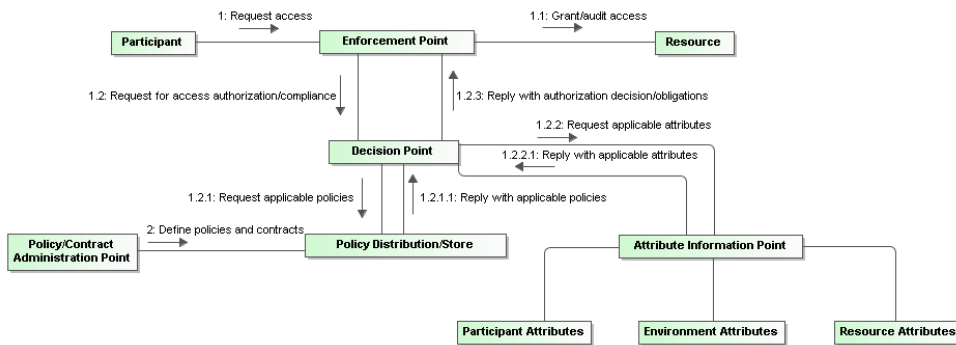 1: Request access
1.1: Grant/audit access
Participant
Enforcement Point
Resource
1.2: Request for access authorization/compliance
1.2.3: Reply with authorization decision/obligations
1.2.2: Request applicable attributes
Decision Point
1.2.2.1: Reply with applicable attributes
1.2.1: Request applicable policies
1.2.1.1: Reply with applicable policies
2: Define policies and contracts
Policy/Contract
Administration Point
Policy Distribution/Store
Attribute Information Point
Participant Attributes
Environment Attributes
Resource Attributes